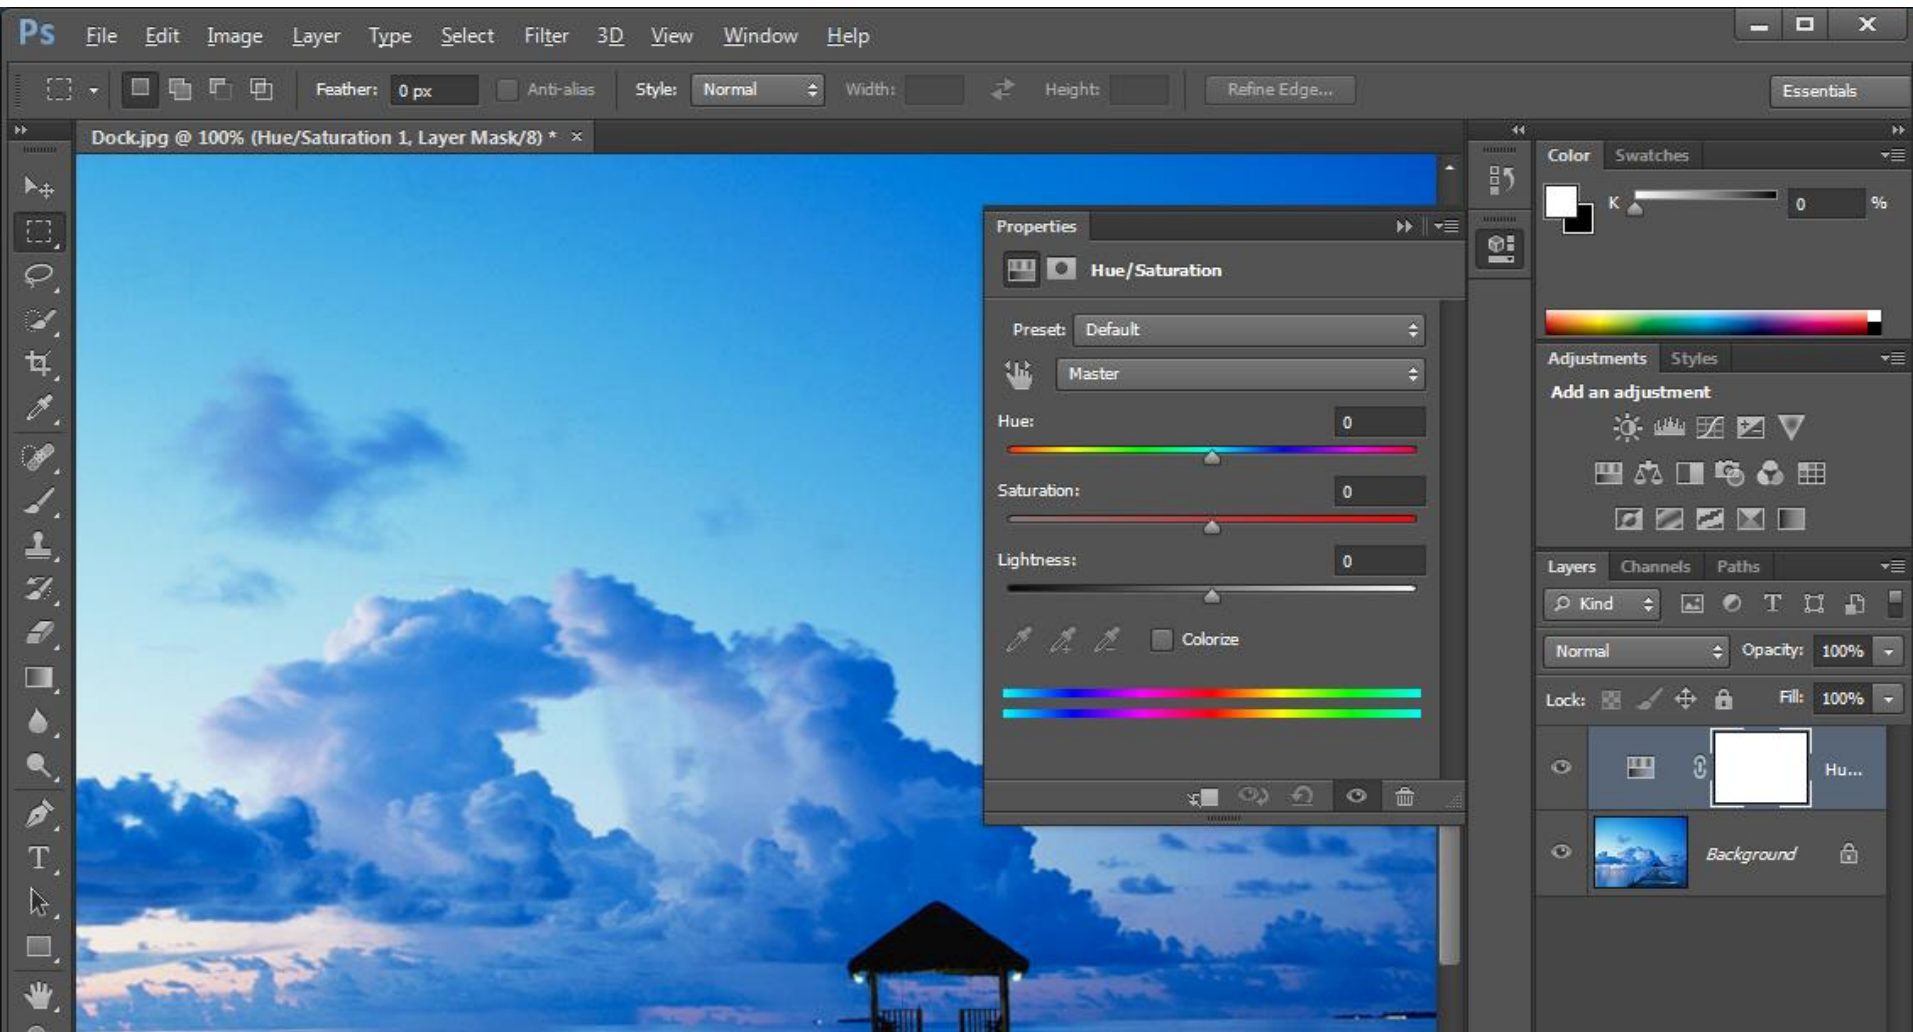 Ps File Edit Image Layer Type Select Filter 3D View Window Help
Feather: 0 px Anti-alias Style: Normal Width: Height: Refine Edge... Essentials
Dock.jpg @ 100% (Hue/Saturation 1, Layer Mask/8) * ×
Color Swatches
K 0 %
Properties
Hue/Saturation
Preset: Default
Master
Hue: 0
Saturation: 0
Lightness: 0
Colorize
Adjustments Styles
Add an adjustment
Layers Channels Paths
Kind
Normal Opacity: 100%
Lock: Fill: 100%
Hu...
Background